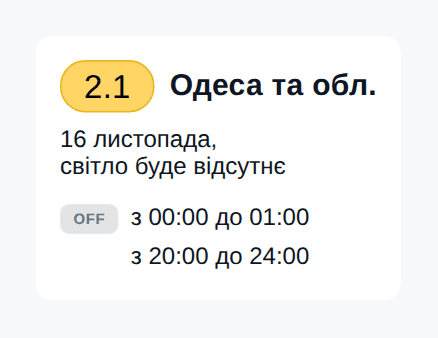 2.1 Одеса та обл.
16 листопада,
світло буде відсутнє
OFF з 00:00 до 01:00
з 20:00 до 24:00